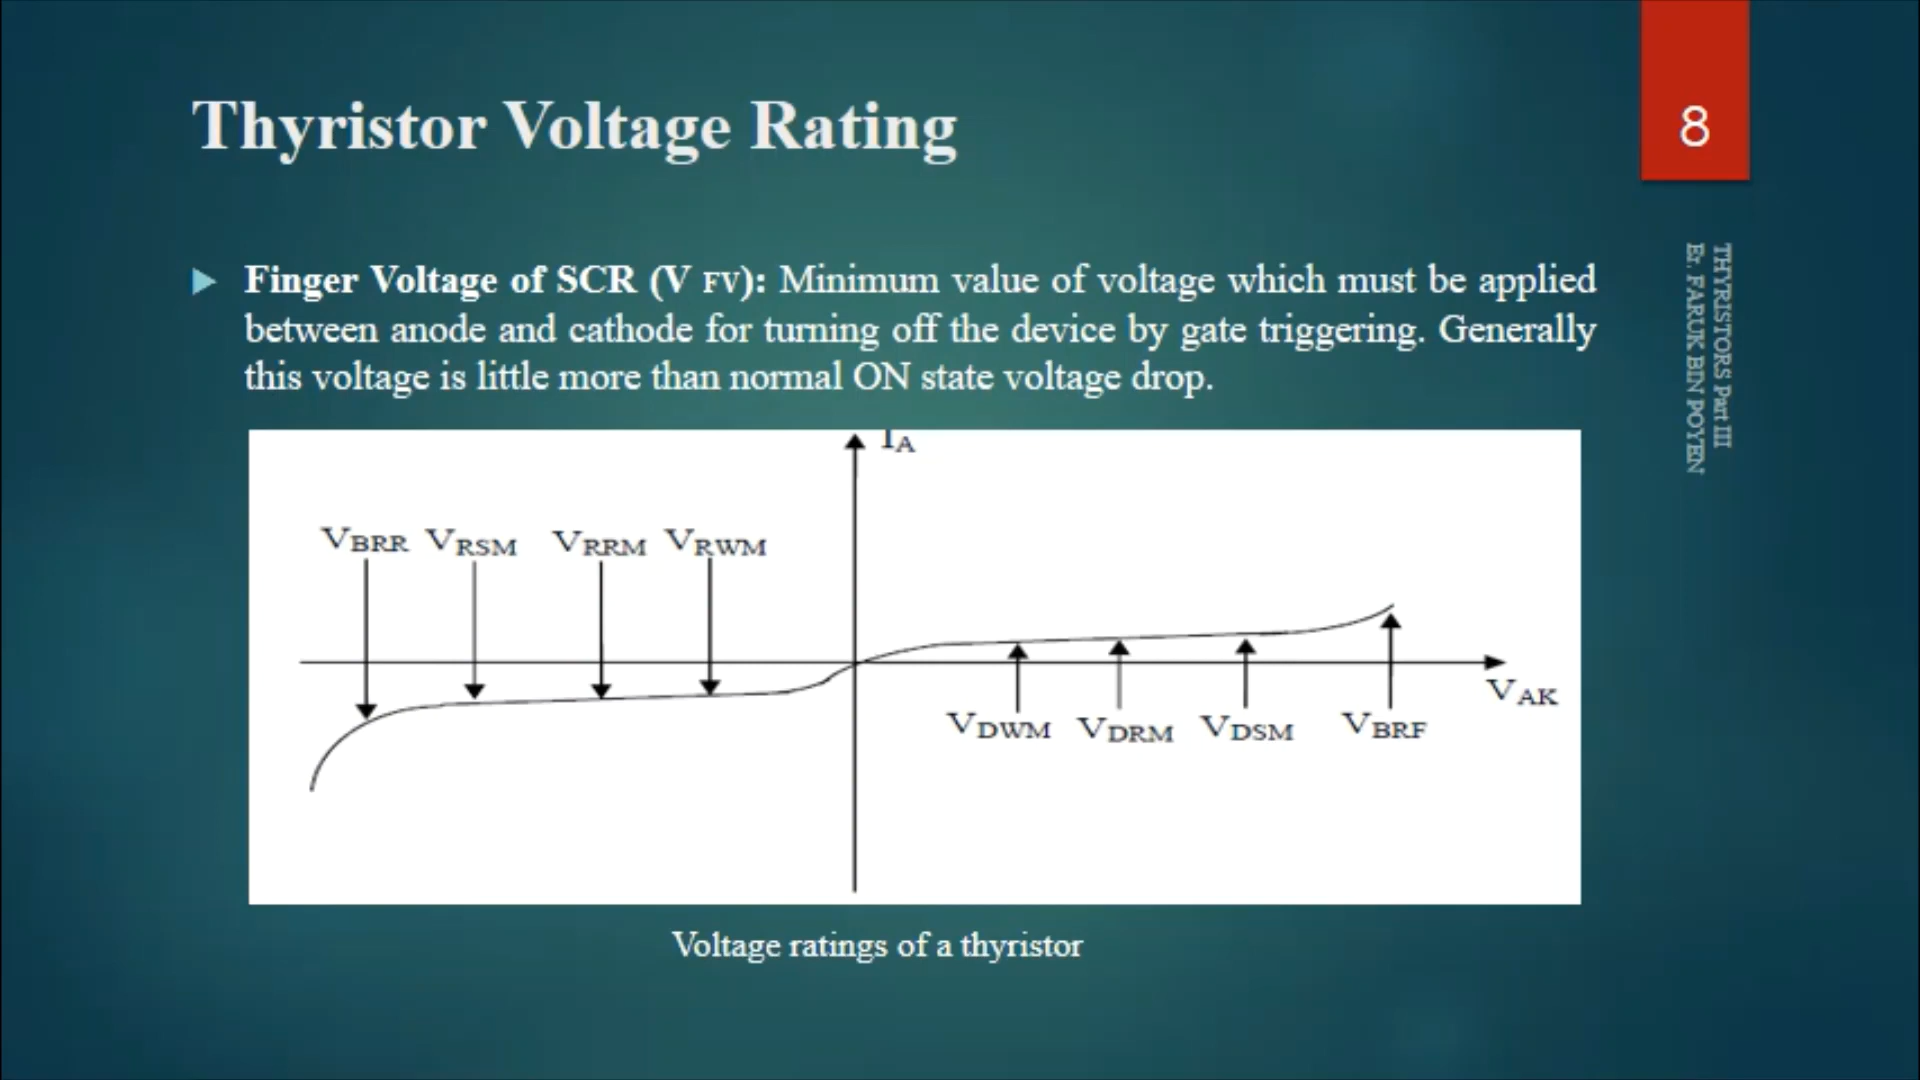 Thyristor Voltage Rating
8
Finger Voltage of SCR (V FV): Minimum value of voltage which must be applied
between anode and cathode for turning off the device by gate triggering. Generally
this voltage is little more than normal ON state voltage drop.
THYRISTORS Part III
Er. FARUK BIN POYEN
IA
VBRR VRSM VRRM VRWM
VAK
VDWM VDRM VDSM VBRF
Voltage ratings of a thyristor